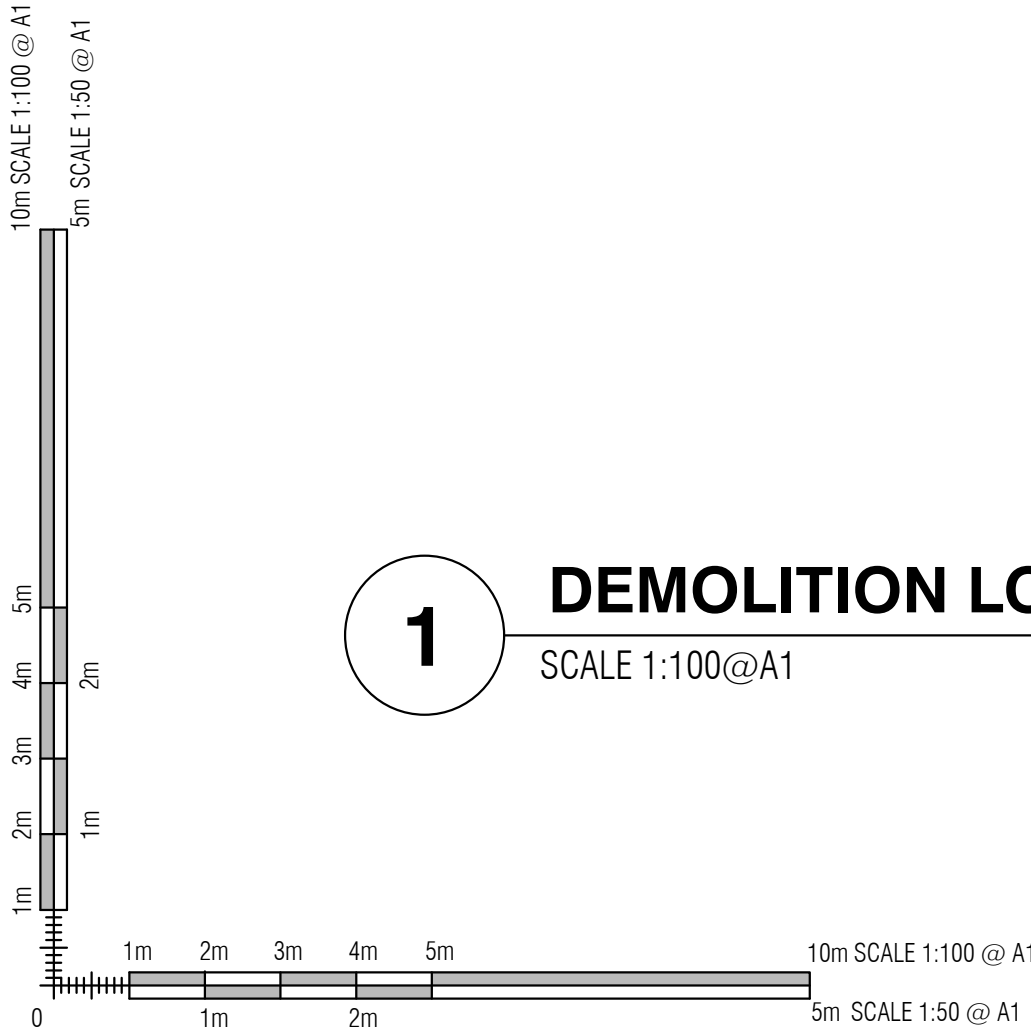 10m SCALE 1:100 @ A1
5m SCALE 1:50 @ A1
5m
4m
3m
2m
1m
2m
1m
1
DEMOLITION LO
SCALE 1:100@A1
1m 2m 3m 4m 5m
10m SCALE 1:100 @ A1
0
1m 2m
5m SCALE 1:50 @ A1